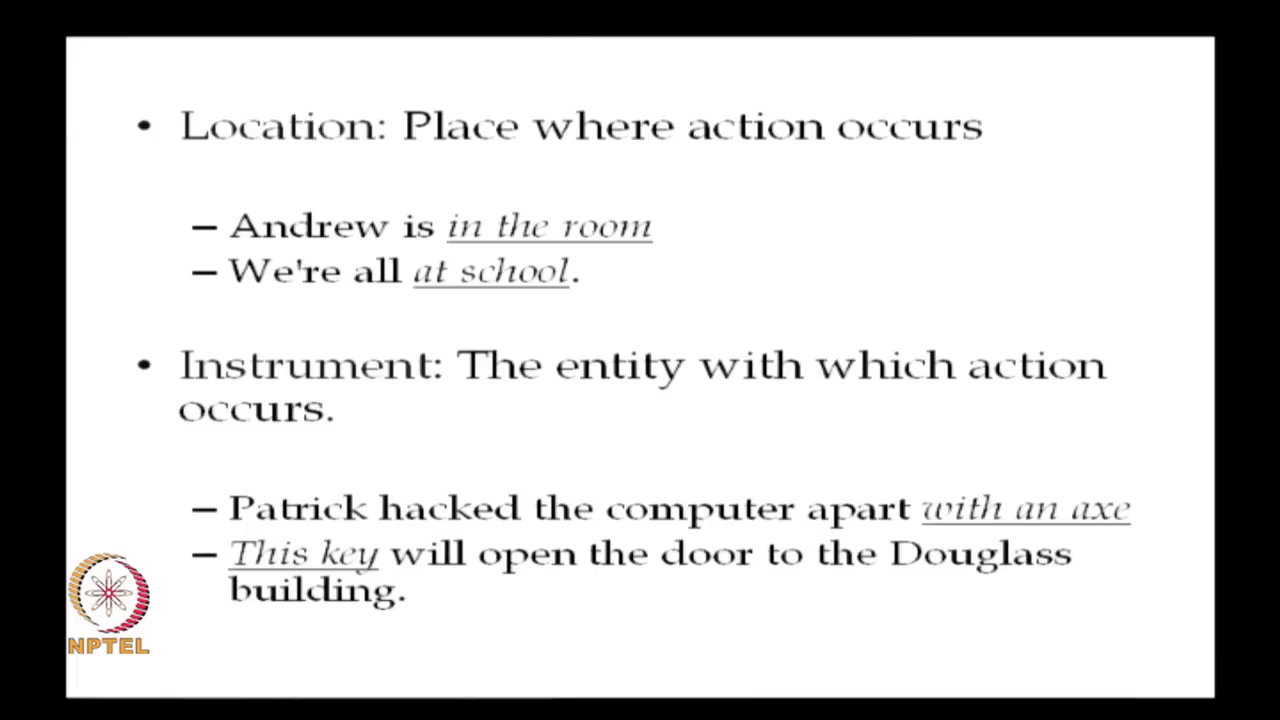 • Location: Place where action occurs
– Andrew is in the room
– We're all at school.
• Instrument: The entity with which action
occurs.
– Patrick hacked the computer apart with an axe
– This key will open the door to the Douglass
building.
NPTEL